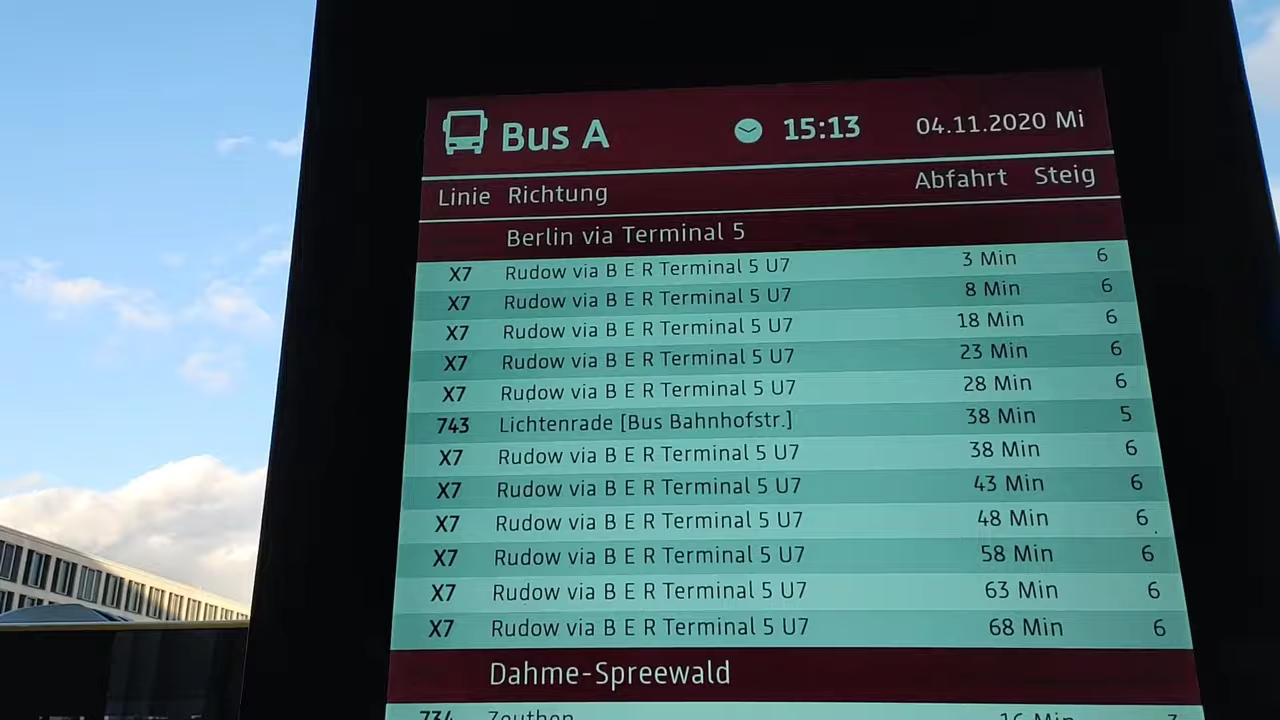 Bus A 15:13 04.11.2020 Mi
Linie Richtung Abfahrt Steig
Berlin via Terminal 5
X7 Rudow via B E R Terminal 5 U7 3 Min 6
X7 Rudow via B E R Terminal 5 U7 8 Min 6
X7 Rudow via B E R Terminal 5 U7 18 Min 6
X7 Rudow via B E R Terminal 5 U7 23 Min 6
X7 Rudow via B E R Terminal 5 U7 28 Min 6
743 Lichtenrade [Bus Bahnhofstr.] 38 Min 5
X7 Rudow via B E R Terminal 5 U7 38 Min 6
X7 Rudow via B E R Terminal 5 U7 43 Min 6
X7 Rudow via B E R Terminal 5 U7 48 Min 6
X7 Rudow via B E R Terminal 5 U7 58 Min 6
X7 Rudow via B E R Terminal 5 U7 63 Min 6
X7 Rudow via B E R Terminal 5 U7 68 Min 6
Dahme-Spreewald
734 Zeuthen 16 Min